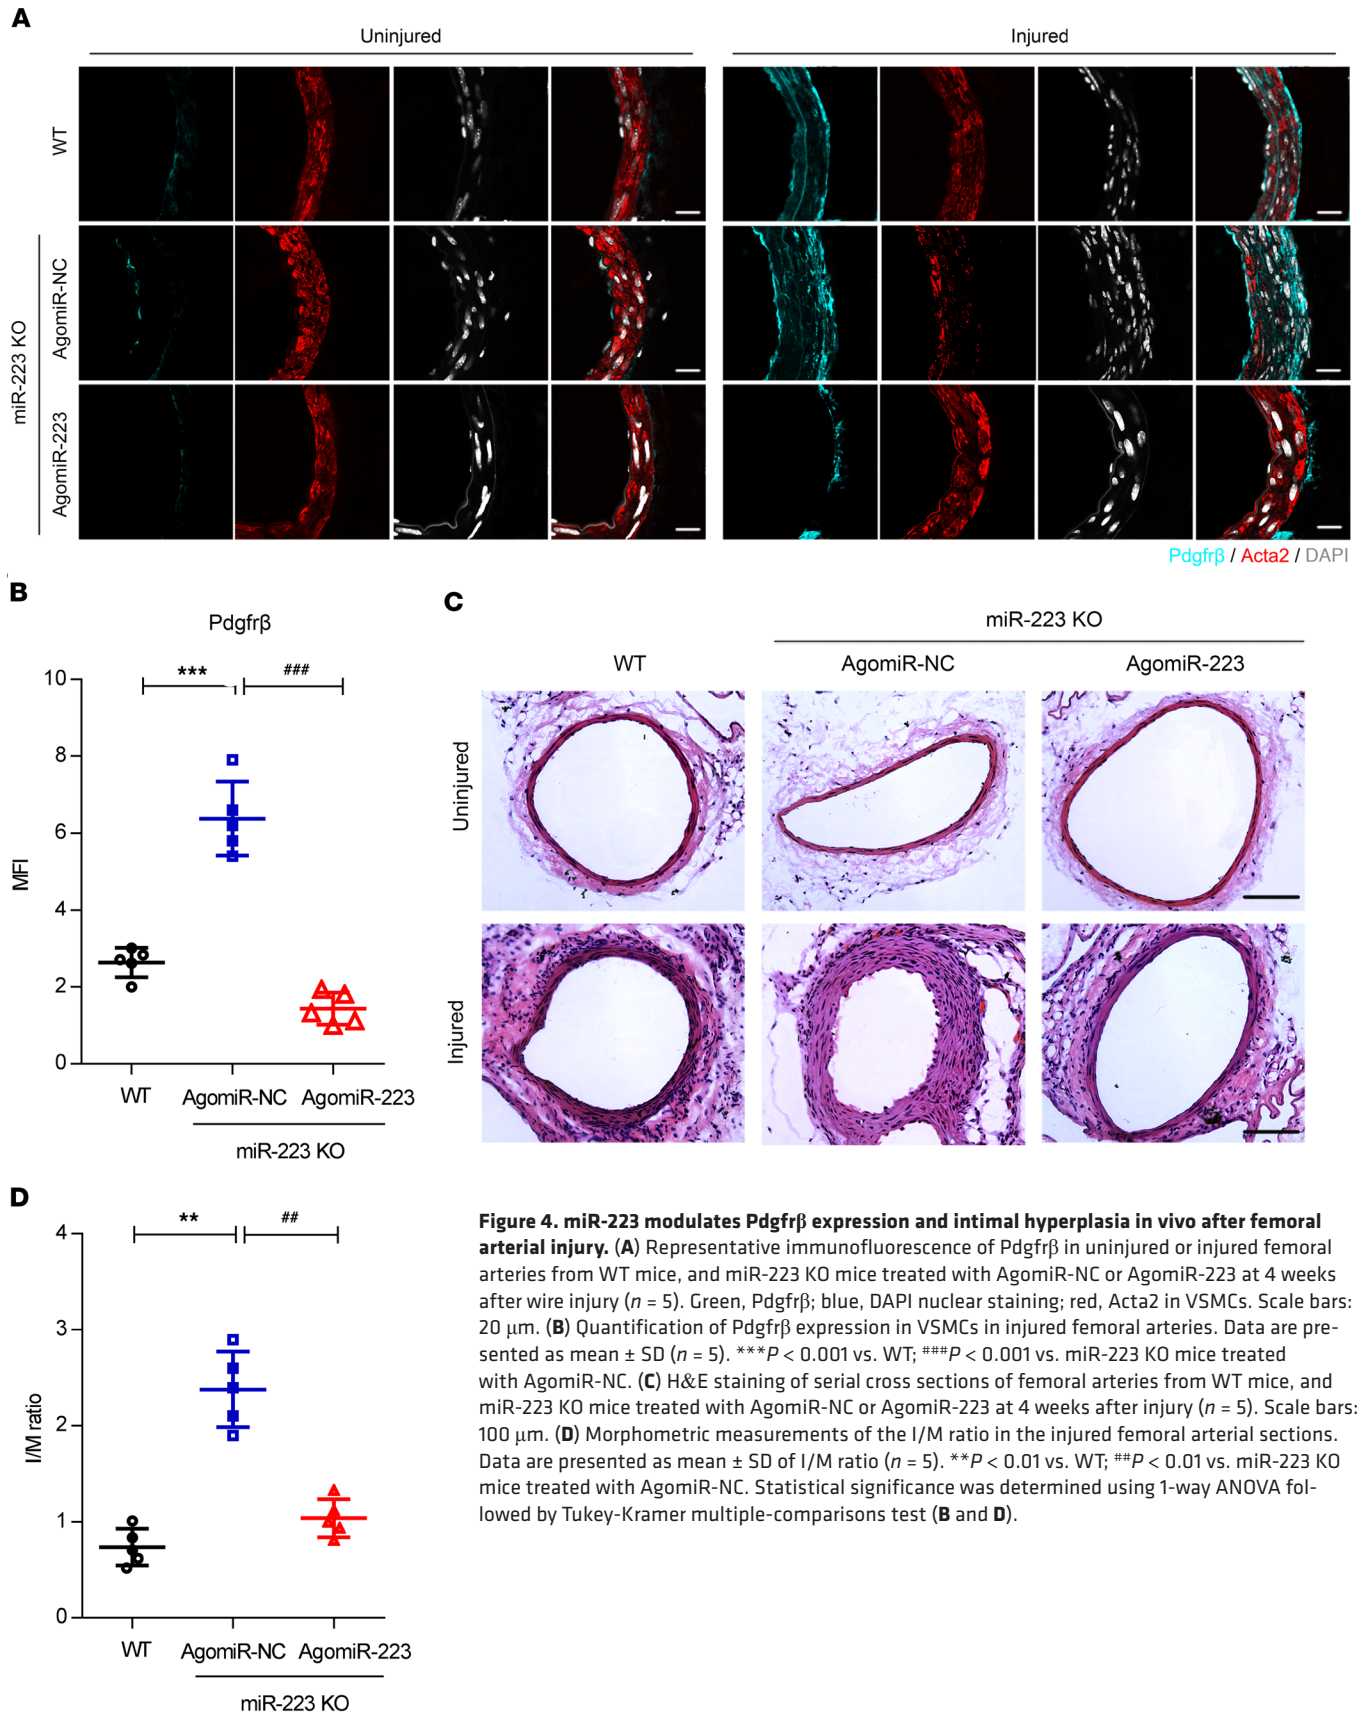 A
Uninjured
Injured
WT
miR-223 KO
AgomiR-NC
AgomiR-223
Pdgfrβ / Acta2 / DAPI
B
Pdgfrβ
***
###
10
8
6
4
2
0
MFI
WT
AgomiR-NC
AgomiR-223
miR-223 KO
C
miR-223 KO
WT
AgomiR-NC
AgomiR-223
Uninjured
Injured
D
**
##
4
3
2
1
0
I/M ratio
WT
AgomiR-NC
AgomiR-223
miR-223 KO
Figure 4. miR-223 modulates Pdgfrβ expression and intimal hyperplasia in vivo after femoral
arterial injury. (A) Representative immunofluorescence of Pdgfrβ in uninjured or injured femoral
arteries from WT mice, and miR-223 KO mice treated with AgomiR-NC or AgomiR-223 at 4 weeks
after wire injury (n = 5). Green, Pdgfrβ; blue, DAPI nuclear staining; red, Acta2 in VSMCs. Scale bars:
20 μm. (B) Quantification of Pdgfrβ expression in VSMCs in injured femoral arteries. Data are pre-
sented as mean ± SD (n = 5). ***P < 0.001 vs. WT; ###P < 0.001 vs. miR-223 KO mice treated
with AgomiR-NC. (C) H&E staining of serial cross sections of femoral arteries from WT mice, and
miR-223 KO mice treated with AgomiR-NC or AgomiR-223 at 4 weeks after injury (n = 5). Scale bars:
100 μm. (D) Morphometric measurements of the I/M ratio in the injured femoral arterial sections.
Data are presented as mean ± SD of I/M ratio (n = 5). **P < 0.01 vs. WT; ##P < 0.01 vs. miR-223 KO
mice treated with AgomiR-NC. Statistical significance was determined using 1-way ANOVA fol-
lowed by Tukey-Kramer multiple-comparisons test (B and D).